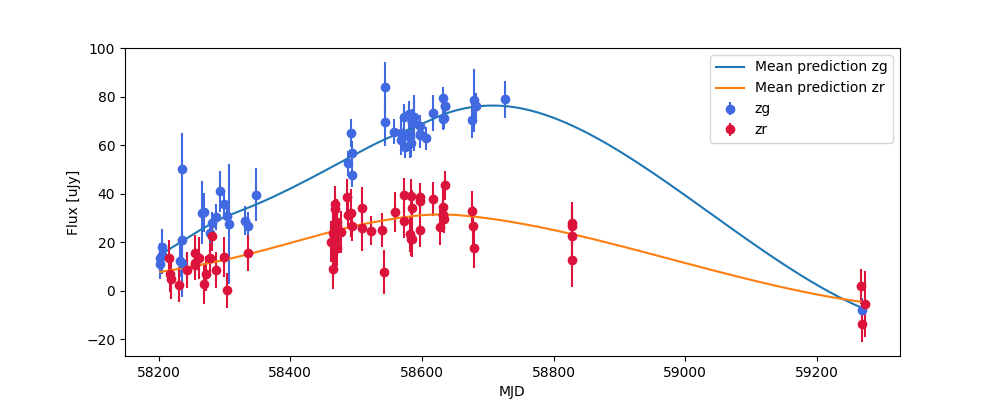 100
80
60
40
20
0
−20
Flux [uJy]
58200 58400 58600 58800 59000 59200
MJD
Mean prediction zg
Mean prediction zr
zg
zr